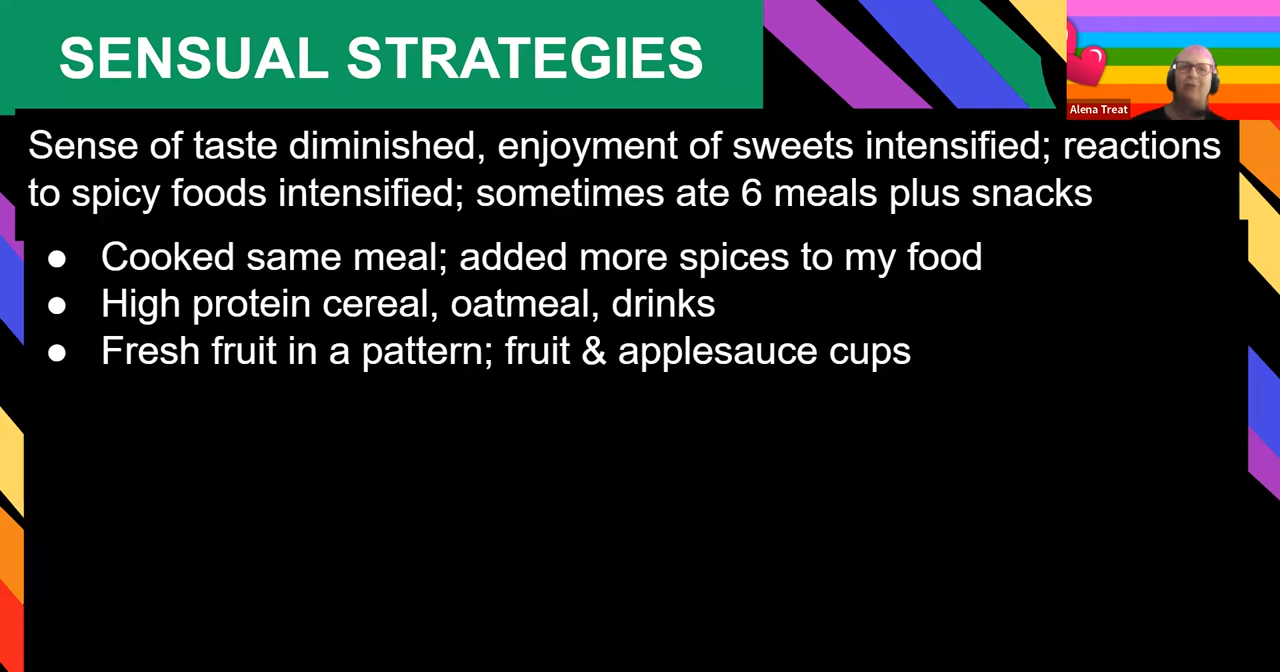 SENSUAL STRATEGIES
Alena Treat
Sense of taste diminished, enjoyment of sweets intensified; reactions
to spicy foods intensified; sometimes ate 6 meals plus snacks
● Cooked same meal; added more spices to my food
● High protein cereal, oatmeal, drinks
● Fresh fruit in a pattern; fruit & applesauce cups